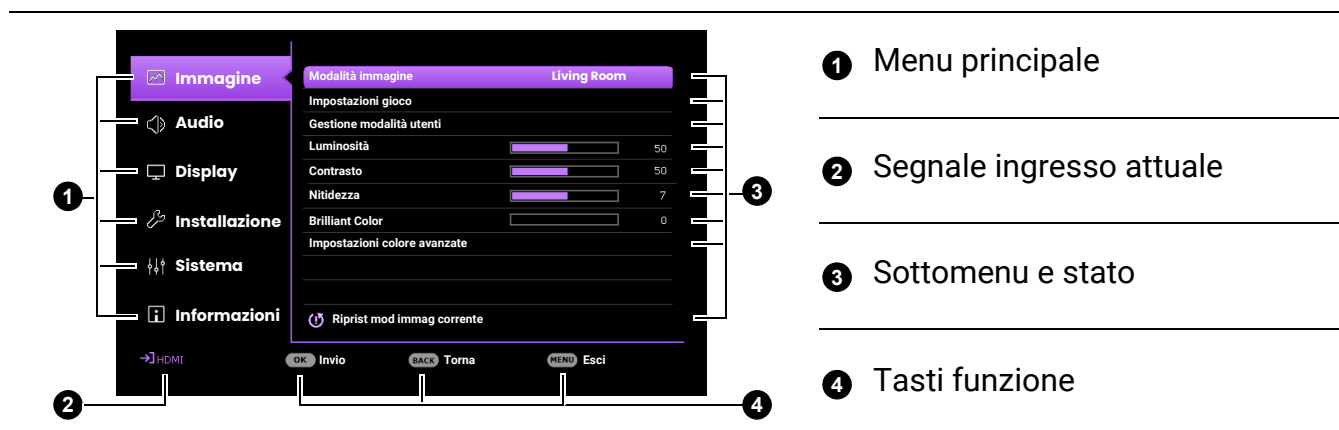 Immagine
Audio
Display
Installazione
Sistema
Informazioni
Modalità immagine Living Room
Impostazioni gioco
Gestione modalità utenti
Luminosità 50
Contrasto 50
Nitidezza 7
Brilliant Color 0
Impostazioni colore avanzate
Riprist mod immag corrente
HDMI
OK Invio BACK Torna MENU Esci
1
2
3
4
1 Menu principale
2 Segnale ingresso attuale
3 Sottomenu e stato
4 Tasti funzione